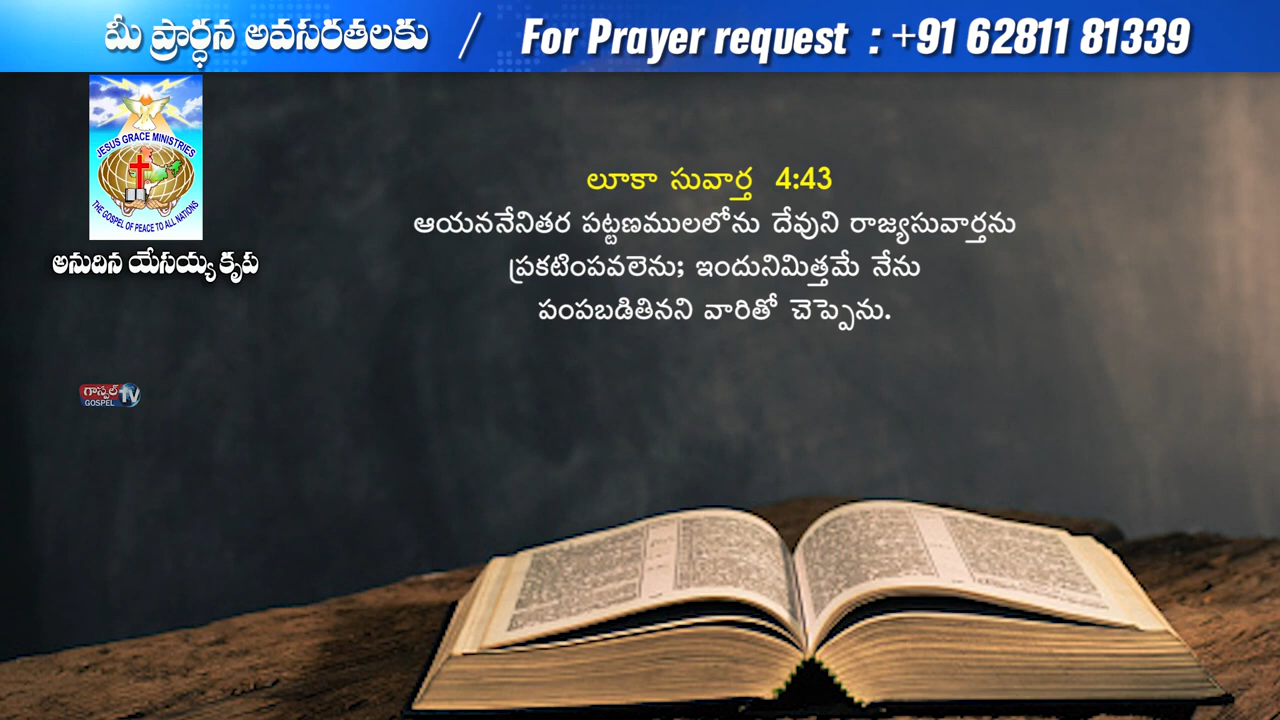 మీ ప్రార్ధన అవసరతలకు / For Prayer request : +91 62811 81339
JESUS GRACE MINISTRIES
THE GOSPEL OF PEACE TO ALL NATIONS
అనుదిన యేసయ్య కృప
లూకా సువార్త 4:43
ఆయననేనితర పట్టణములలోను దేవుని రాజ్యసువార్తను
ప్రకటింపవలెను; ఇందునిమిత్తమే నేను
పంపబడితినని వారితో చెప్పెను.
గాస్పెల్ TV
GOSPEL